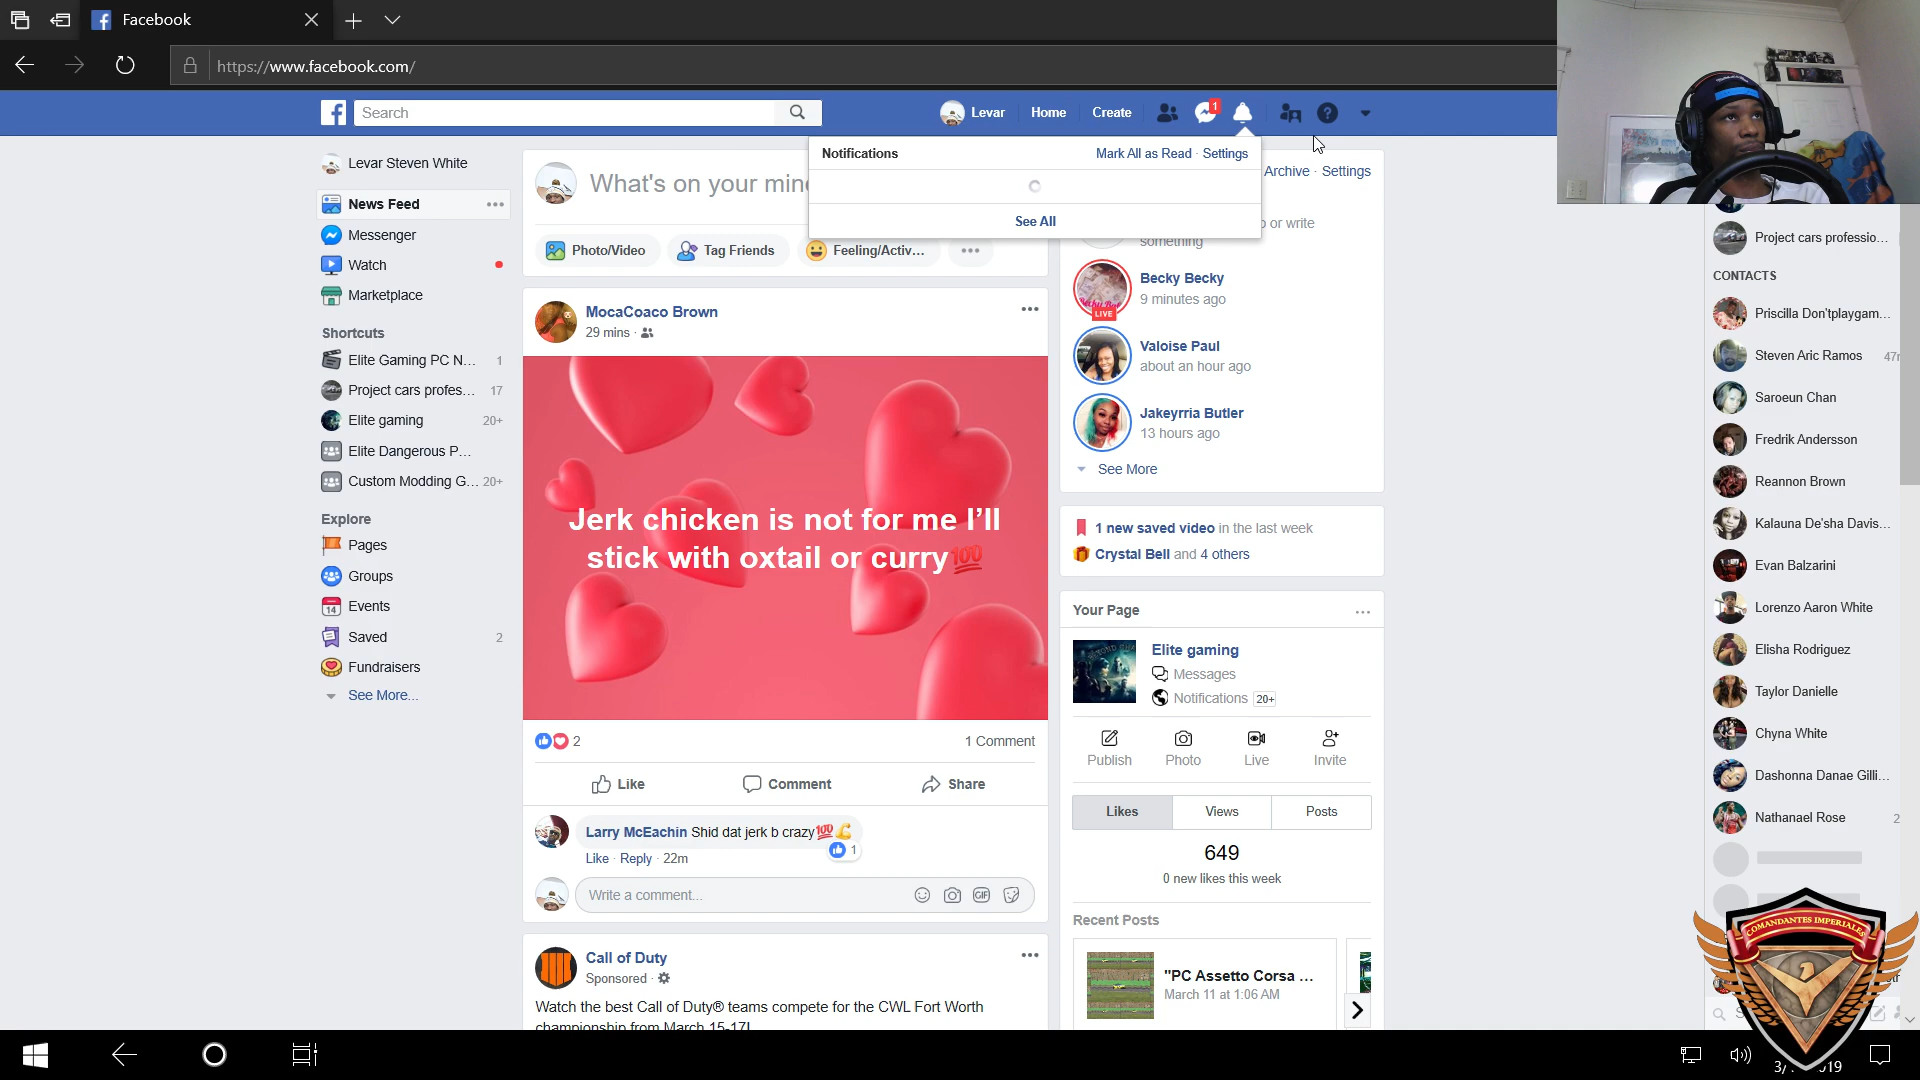 Facebook
https://www.facebook.com/
Search
Levar
Home
Create
1
Notifications
Mark All as Read · Settings
See All
Levar Steven White
News Feed
Messenger
Watch
Marketplace
Shortcuts
Elite Gaming PC N... 1
Project cars profes... 17
Elite gaming 20+
Elite Dangerous P...
Custom Modding G... 20+
Explore
Pages
Groups
14 Events
Saved 2
Fundraisers
See More...
What's on your mind
Photo/Video
Tag Friends
Feeling/Activ...
MocaCoaco Brown
29 mins ·
Jerk chicken is not for me I'll
stick with oxtail or curry💯
2
1 Comment
Like
Comment
Share
Larry McEachin Shid dat jerk b crazy💯💪
1
Like · Reply · 22m
Write a comment...
GIF
Call of Duty
Sponsored ·
Watch the best Call of Duty® teams compete for the CWL Fort Worth
championship from March 15-17!
Archive · Settings
or write
something
Becky Becky
9 minutes ago
LIVE
Valoise Paul
about an hour ago
Jakeyrria Butler
13 hours ago
See More
1 new saved video in the last week
Crystal Bell and 4 others
Your Page
Elite gaming
Messages
Notifications 20+
Publish
Photo
Live
Invite
Likes
Views
Posts
649
0 new likes this week
Recent Posts
"PC Assetto Corsa ...
March 11 at 1:06 AM
Project cars professio...
CONTACTS
Priscilla Don'tplaygam...
Steven Aric Ramos
Saroeun Chan
Fredrik Andersson
Reannon Brown
Kalauna De'sha Davis...
Evan Balzarini
Lorenzo Aaron White
Elisha Rodriguez
Taylor Danielle
Chyna White
Dashonna Danae Gilli...
Nathanael Rose
COMANDANTES IMPERIALES